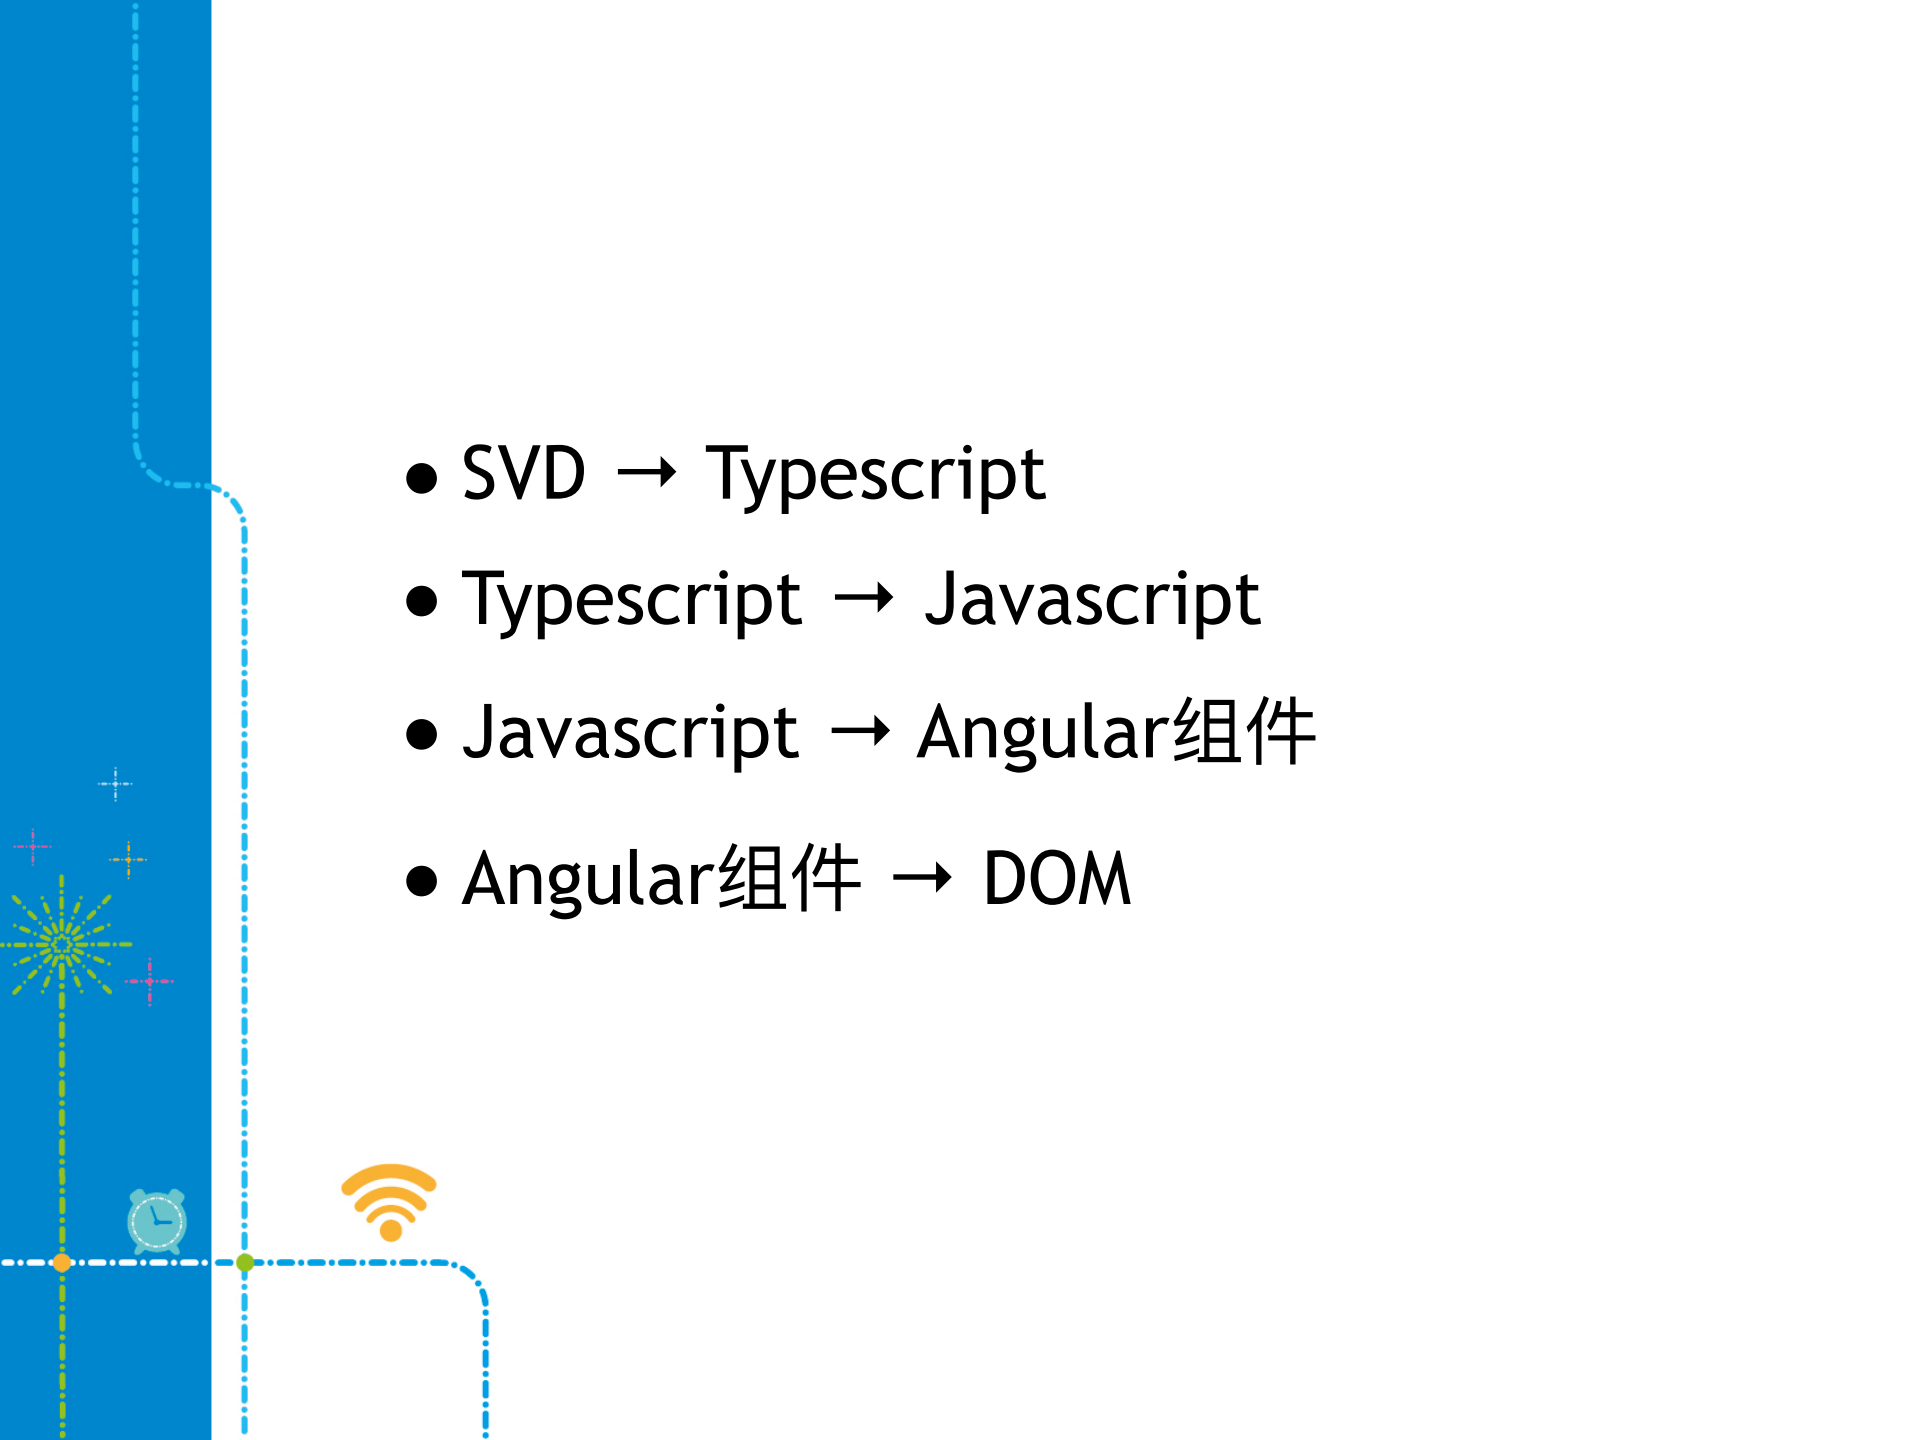 ● SVD → Typescript
● Typescript → Javascript
● Javascript → Angular组件
● Angular组件 → DOM